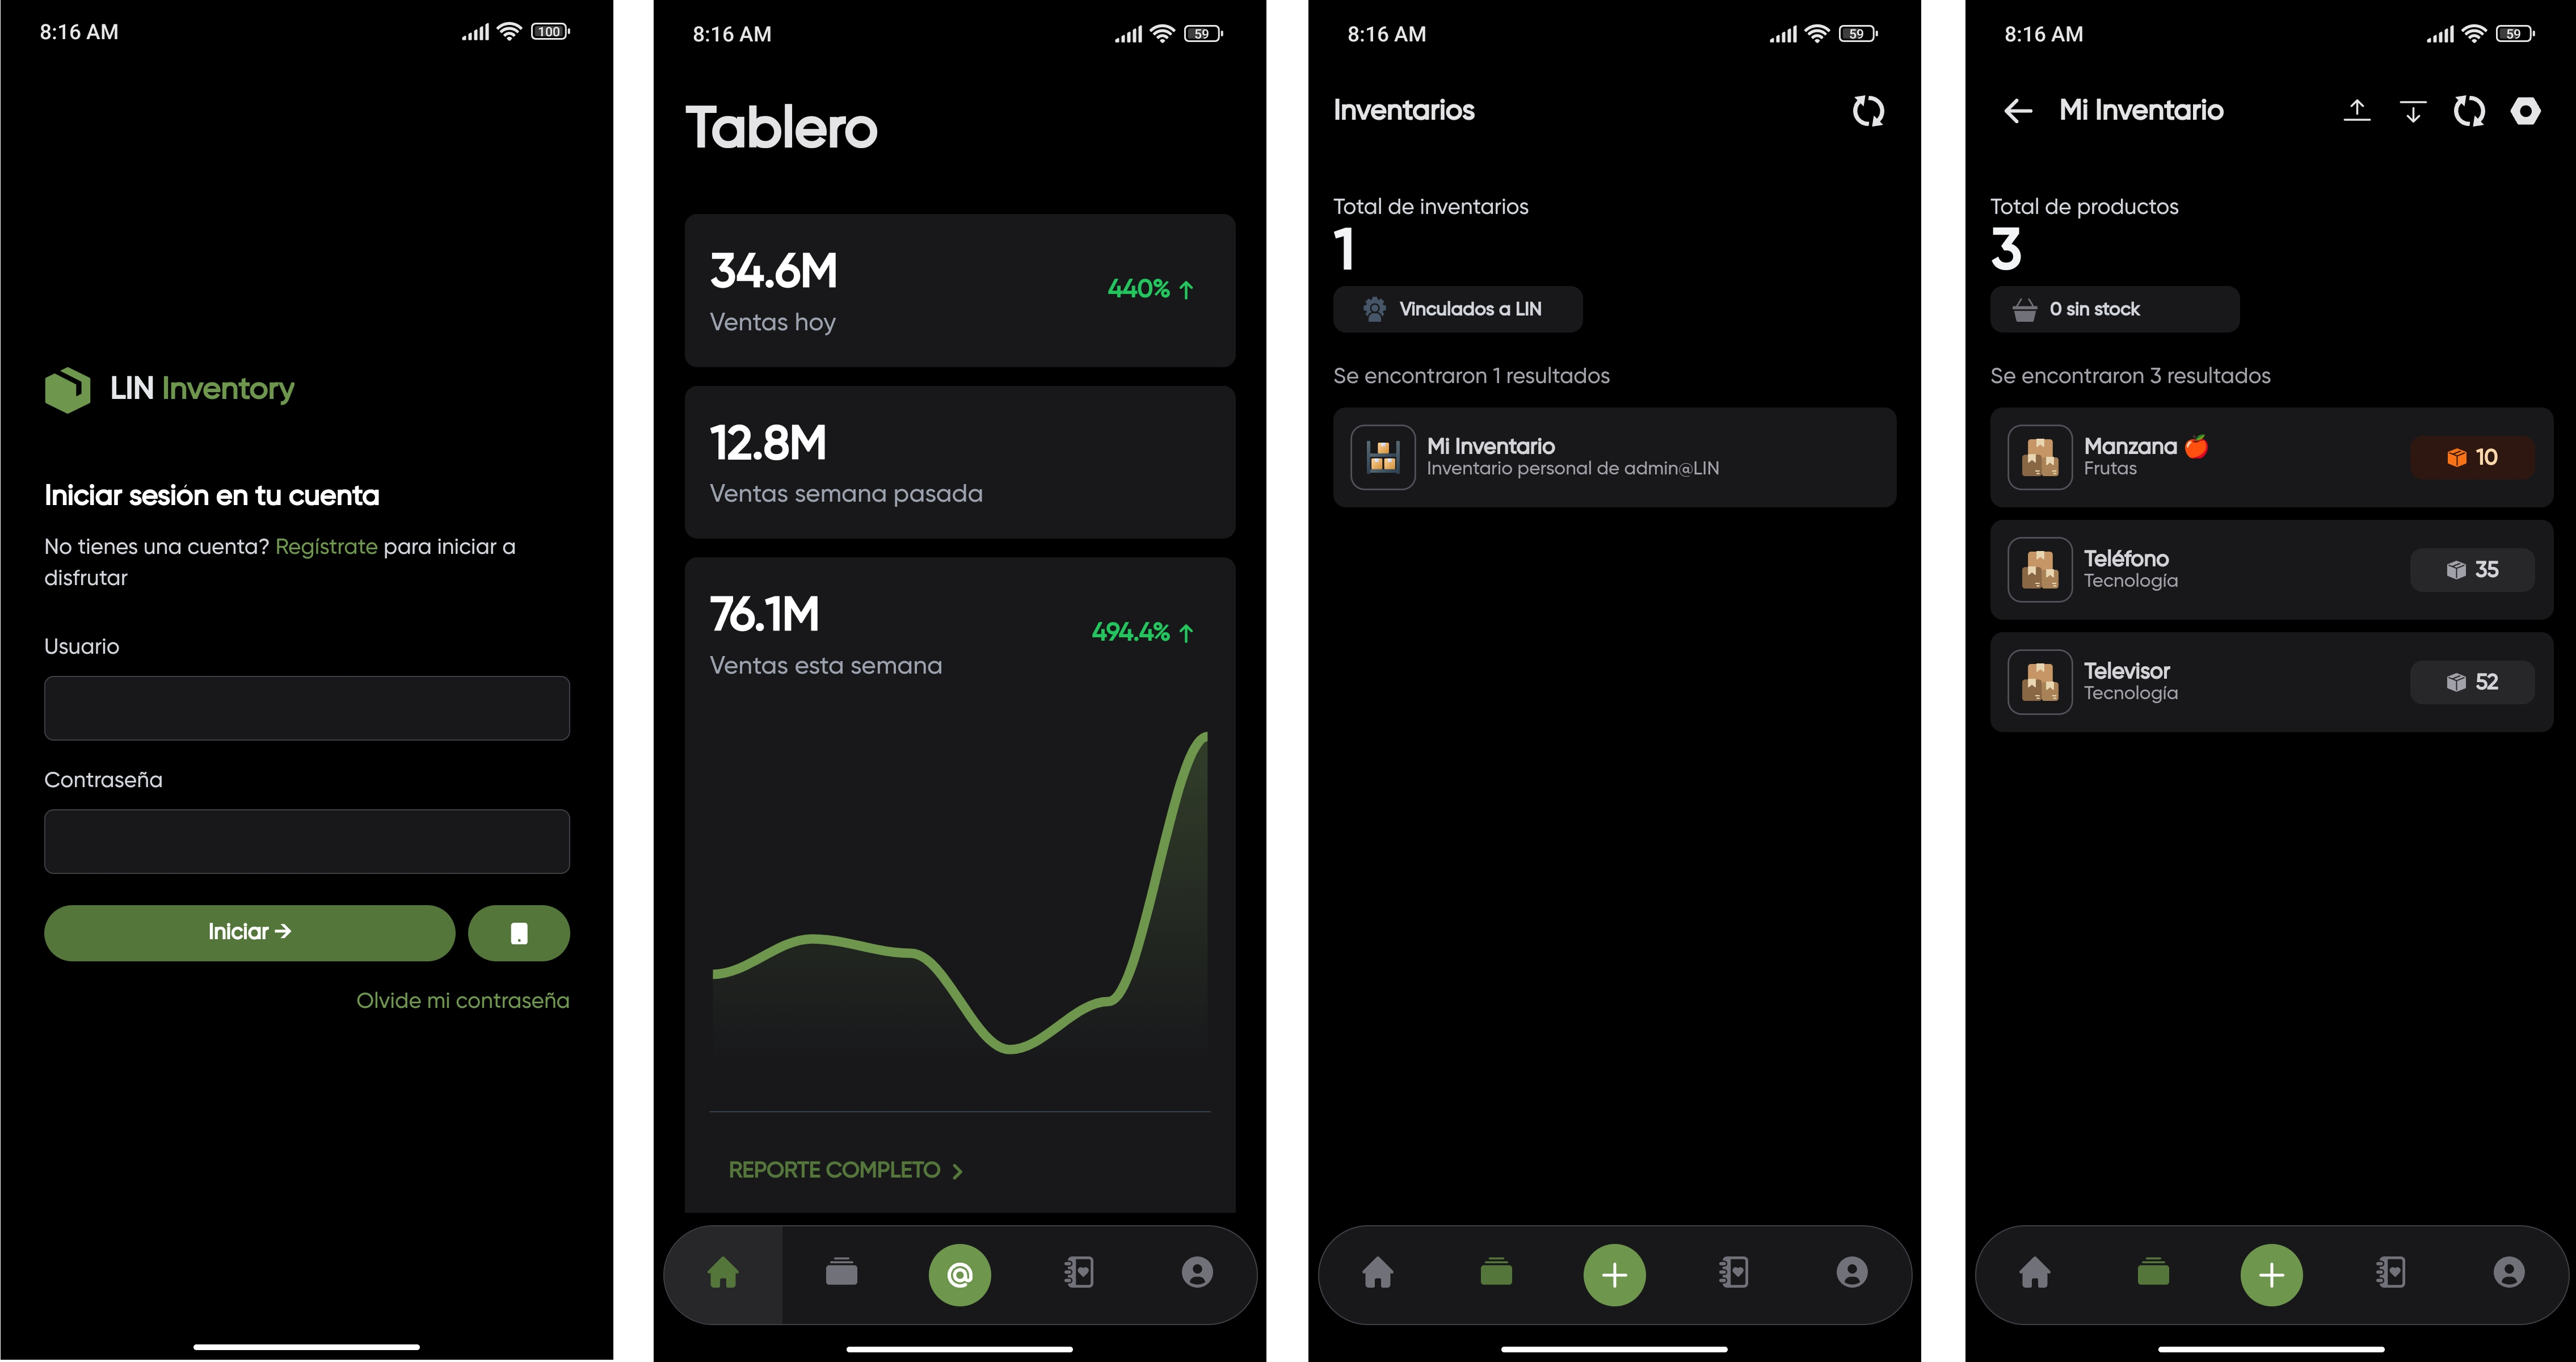 8:16 AM
100
LIN Inventory
Iniciar sesión en tu cuenta
No tienes una cuenta? Regístrate para iniciar a
disfrutar
Usuario
Contraseña
Iniciar →
Olvide mi contraseña
8:16 AM
59
Tablero
34.6M
440% ↑
Ventas hoy
12.8M
Ventas semana pasada
76.1M
494.4% ↑
Ventas esta semana
REPORTE COMPLETO >
@
8:16 AM
59
Inventarios
Total de inventarios
1
Vinculados a LIN
Se encontraron 1 resultados
Mi Inventario
Inventario personal de admin@LIN
8:16 AM
59
Mi Inventario
Total de productos
3
0 sin stock
Se encontraron 3 resultados
Manzana 🍎
Frutas
10
Teléfono
Tecnología
35
Televisor
Tecnología
52